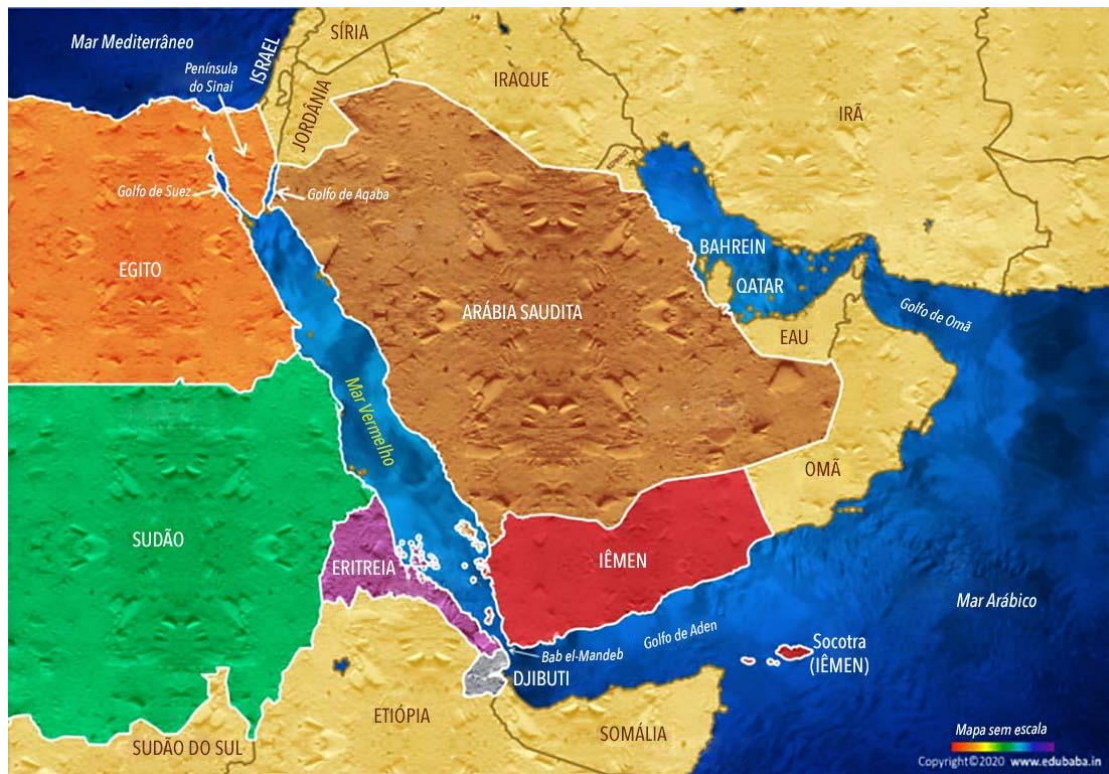 Mar Mediterrâneo
SÍRIA
ISRAEL
Península
do Sinai
IRAQUE
JORDÂNIA
IRÃ
Golfo de Suez
Golfo de Aqaba
BAHREIN
EGITO
QATAR
ARÁBIA SAUDITA
Golfo de Omã
EAU
Mar Vermelho
OMÃ
SUDÃO
ERITREIA
IÊMEN
Mar Arábico
Golfo de Aden
Socotra
(IÊMEN)
Bab el-Mandeb
DJIBUTI
ETIÓPIA
SOMÁLIA
SUDÃO DO SUL
Mapa sem escala
Copyright©2020 www.edubaba.in